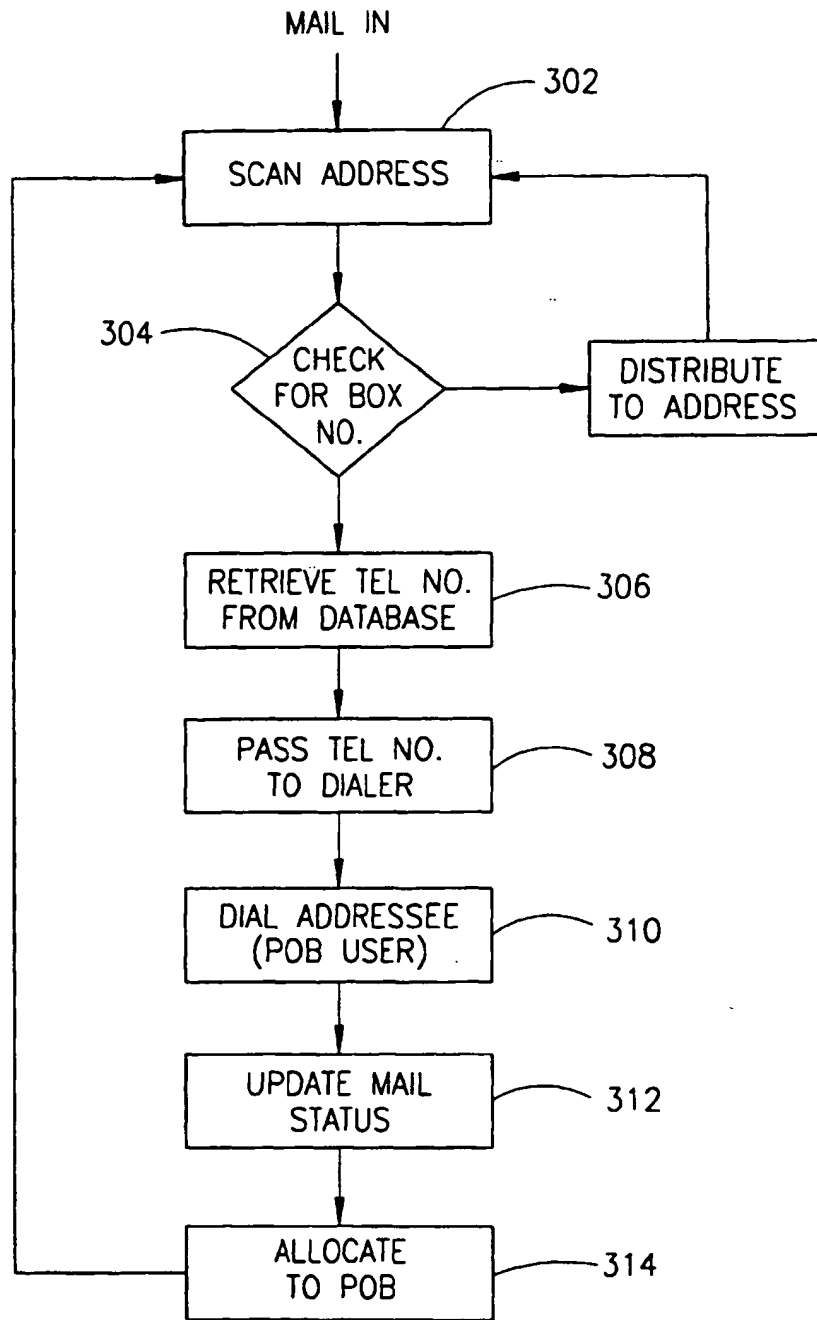 MAIL IN
302
SCAN ADDRESS
304
CHECK
FOR BOX
NO.
DISTRIBUTE
TO ADDRESS
RETRIEVE TEL NO.
FROM DATABASE
306
PASS TEL NO.
TO DIALER
308
DIAL ADDRESSEE
(POB USER)
310
UPDATE MAIL
STATUS
312
ALLOCATE
TO POB
314